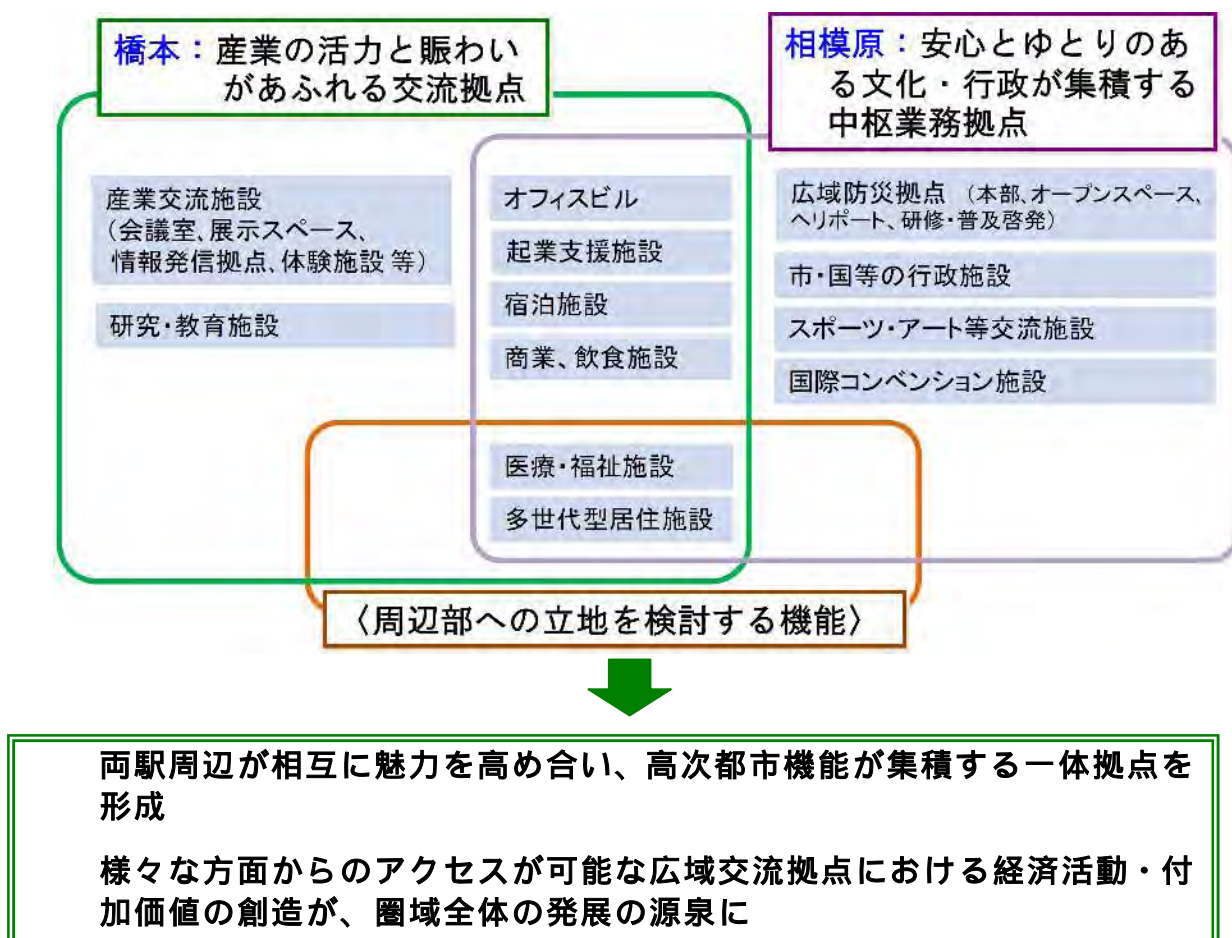 橋本：産業の活力と賑わい
があふれる交流拠点
相模原：安心とゆとりのあ
る文化・行政が集積する
中枢業務拠点
産業交流施設
（会議室、展示スペース、
情報発信拠点、体験施設 等）
研究・教育施設
オフィスビル
起業支援施設
宿泊施設
商業、飲食施設
広域防災拠点 （本部、オープンスペース、
ヘリポート、研修・普及啓発）
市・国等の行政施設
スポーツ・アート等交流施設
国際コンベンション施設
医療・福祉施設
多世代型居住施設
〈周辺部への立地を検討する機能〉
両駅周辺が相互に魅力を高め合い、高次都市機能が集積する一体拠点を
形成
様々な方面からのアクセスが可能な広域交流拠点における経済活動・付
加価値の創造が、圏域全体の発展の源泉に